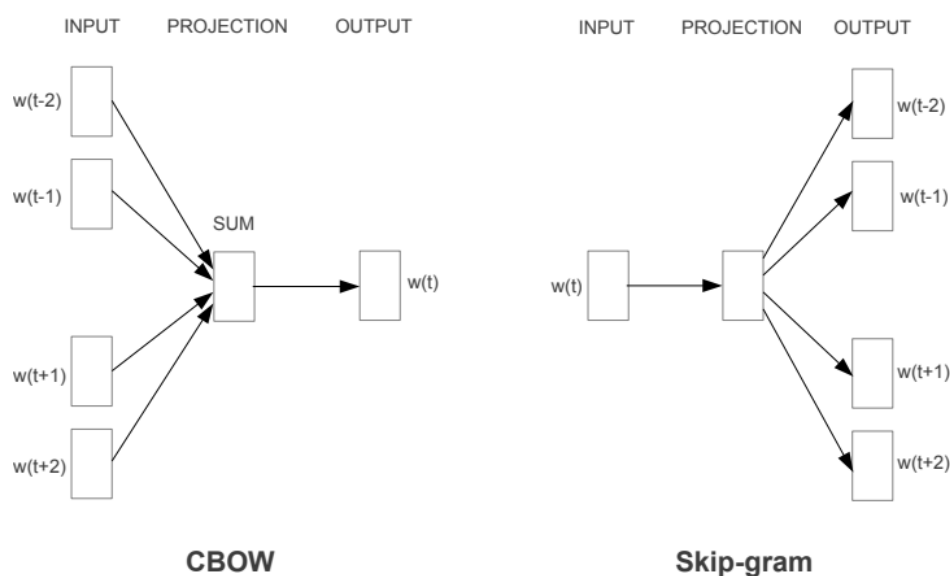 INPUT PROJECTION OUTPUT
w(t-2)
w(t-1)
SUM
w(t)
w(t+1)
w(t+2)
CBOW
INPUT PROJECTION OUTPUT
w(t-2)
w(t-1)
w(t)
w(t+1)
w(t+2)
Skip-gram